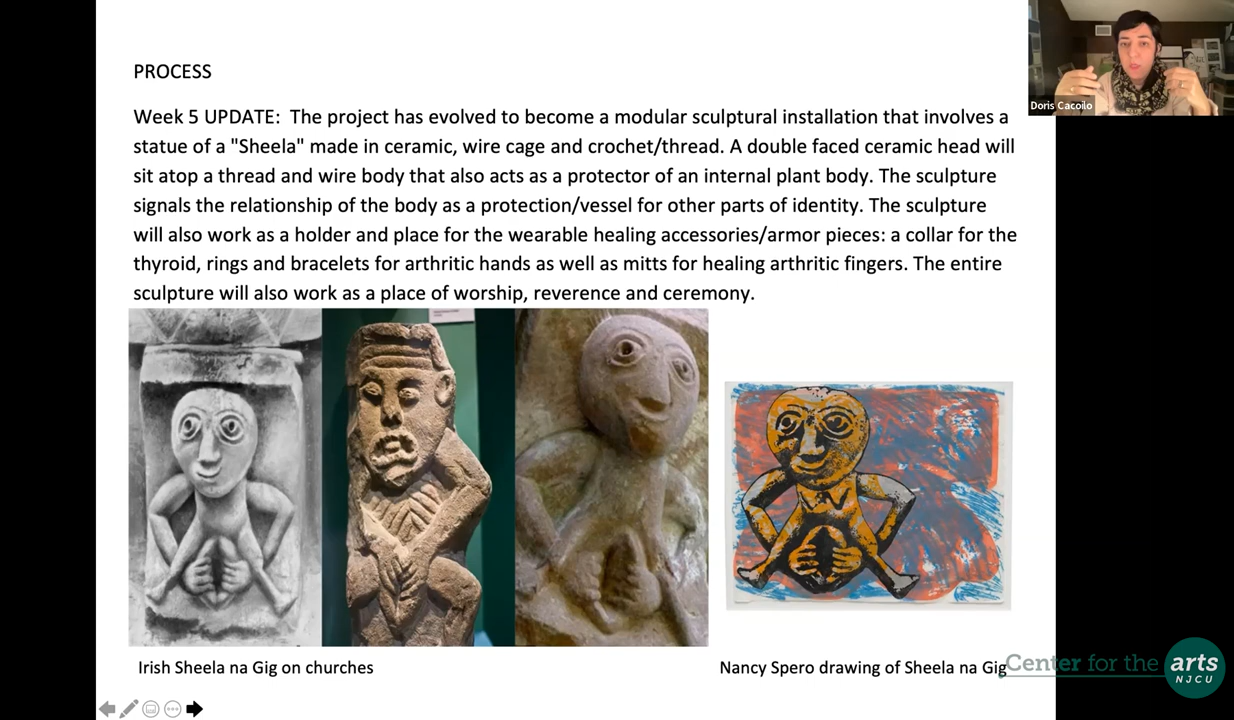 PROCESS
Doris Cacoilo
Week 5 UPDATE:  The project has evolved to become a modular sculptural installation that involves a
statue of a "Sheela" made in ceramic, wire cage and crochet/thread. A double faced ceramic head will
sit atop a thread and wire body that also acts as a protector of an internal plant body. The sculpture
signals the relationship of the body as a protection/vessel for other parts of identity. The sculpture
will also work as a holder and place for the wearable healing accessories/armor pieces: a collar for the
thyroid, rings and bracelets for arthritic hands as well as mitts for healing arthritic fingers. The entire
sculpture will also work as a place of worship, reverence and ceremony.
Irish Sheela na Gig on churches
Nancy Spero drawing of Sheela na Gig
Center for the arts
NJCU